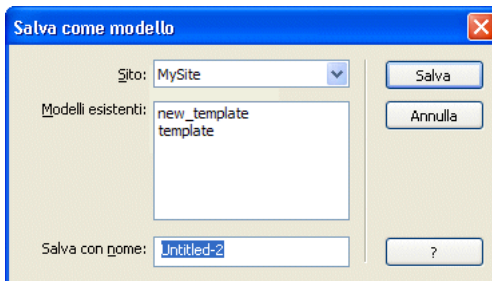 Salva come modello
Sito: MySite
Salva
Modelli esistenti: new_template
template
Annulla
Salva con nome: Untitled-2
?